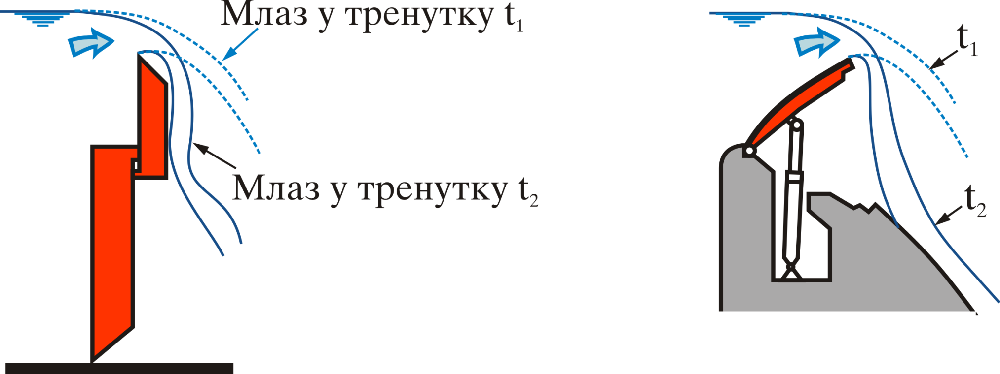 Млаз у тренутку t₁
t₁
Млаз у тренутку t₂
t₂